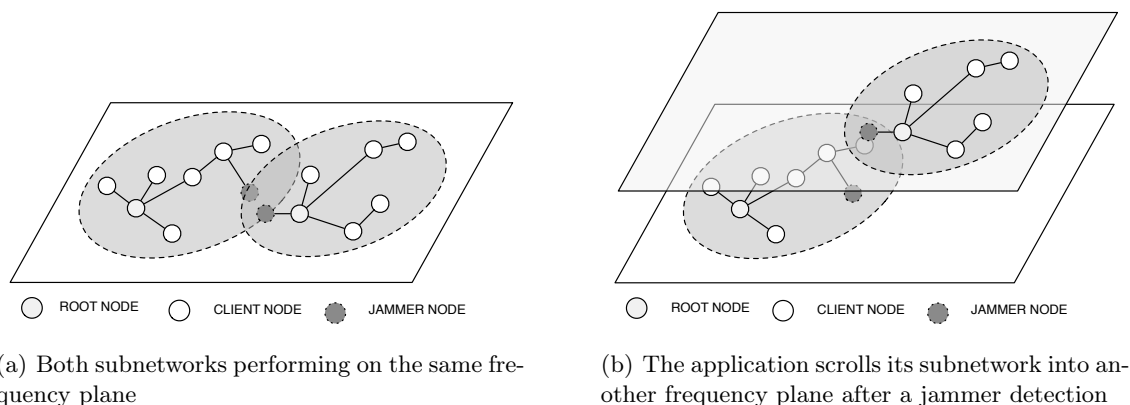 ROOT NODE CLIENT NODE JAMMER NODE
(a) Both subnetworks performing on the same fre-
quency plane
ROOT NODE CLIENT NODE JAMMER NODE
(b) The application scrolls its subnetwork into an-
other frequency plane after a jammer detection